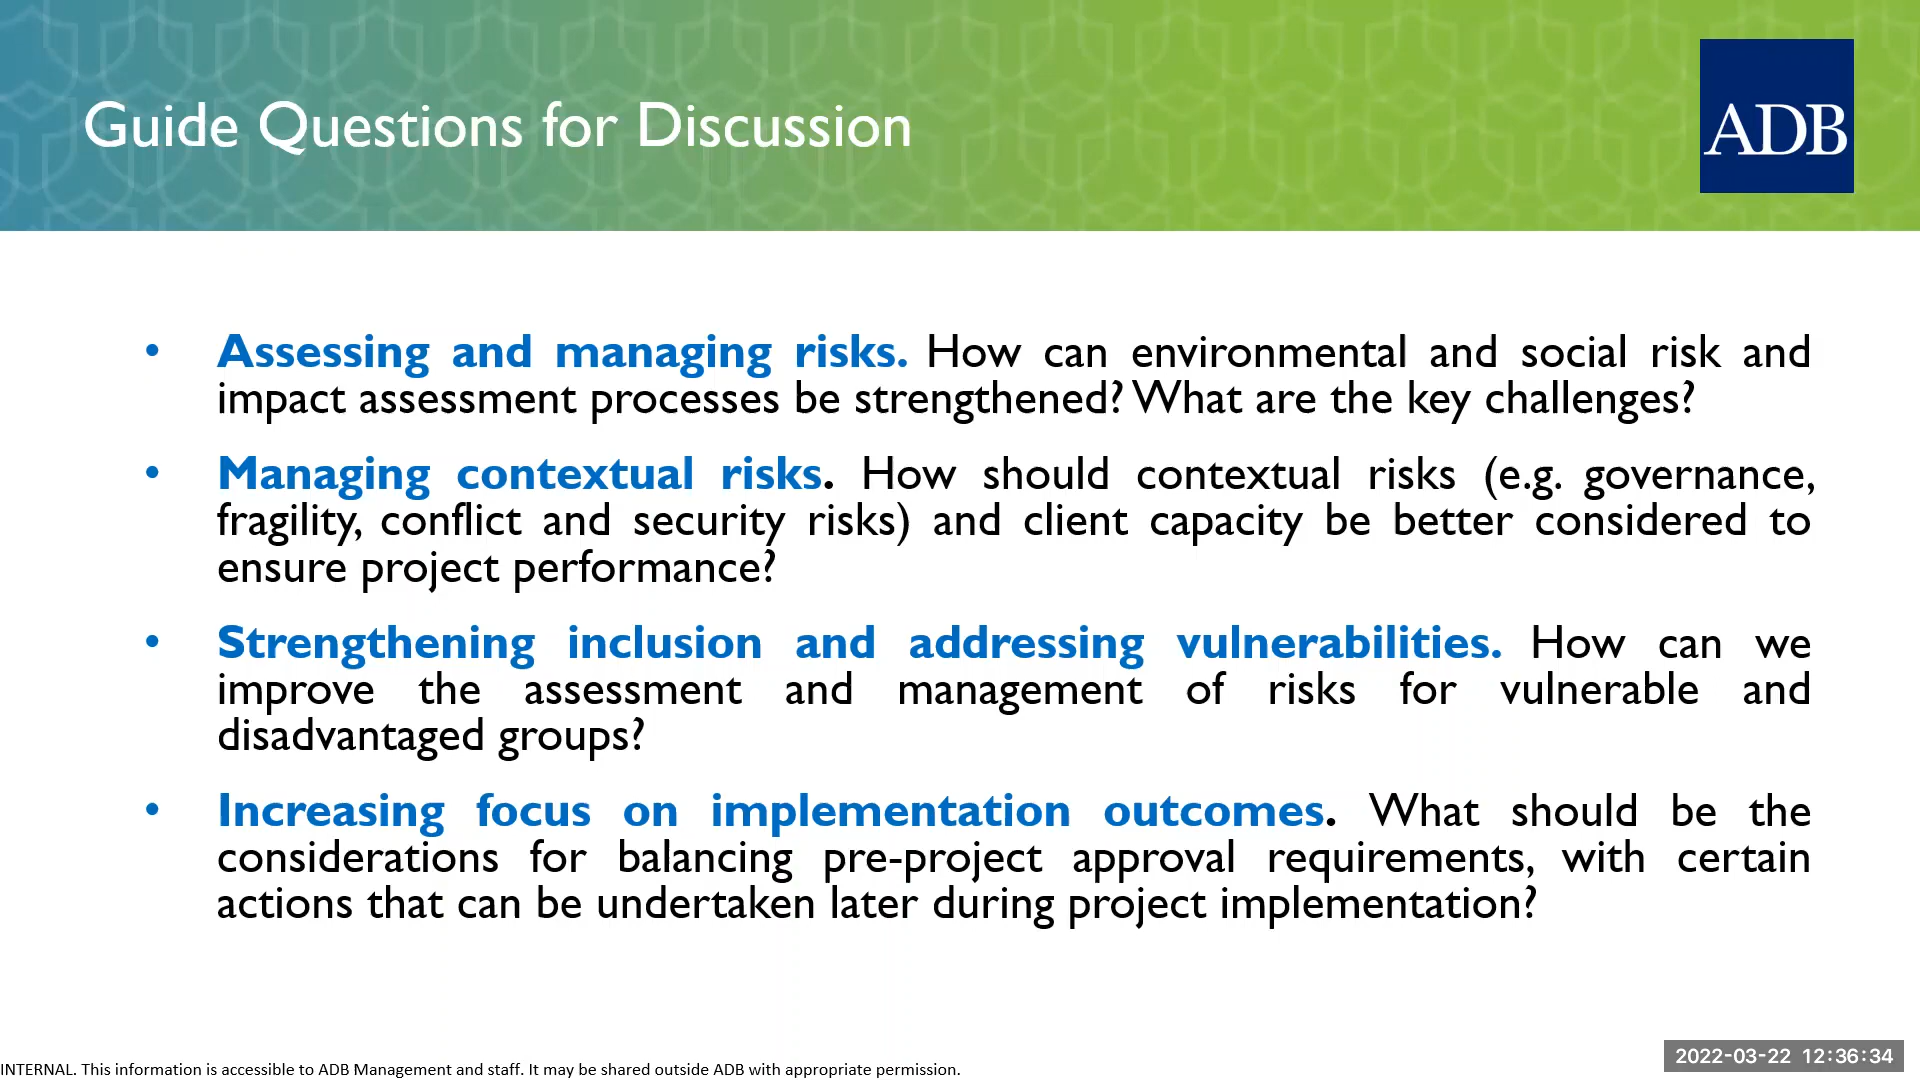 Guide Questions for Discussion
ADB
• Assessing and managing risks. How can environmental and social risk and
impact assessment processes be strengthened? What are the key challenges?
• Managing contextual risks. How should contextual risks (e.g. governance,
fragility, conflict and security risks) and client capacity be better considered to
ensure project performance?
• Strengthening inclusion and addressing vulnerabilities. How can we
improve the assessment and management of risks for vulnerable and
disadvantaged groups?
• Increasing focus on implementation outcomes. What should be the
considerations for balancing pre-project approval requirements, with certain
actions that can be undertaken later during project implementation?
INTERNAL. This information is accessible to ADB Management and staff. It may be shared outside ADB with appropriate permission.
2022-03-22 12:36:34